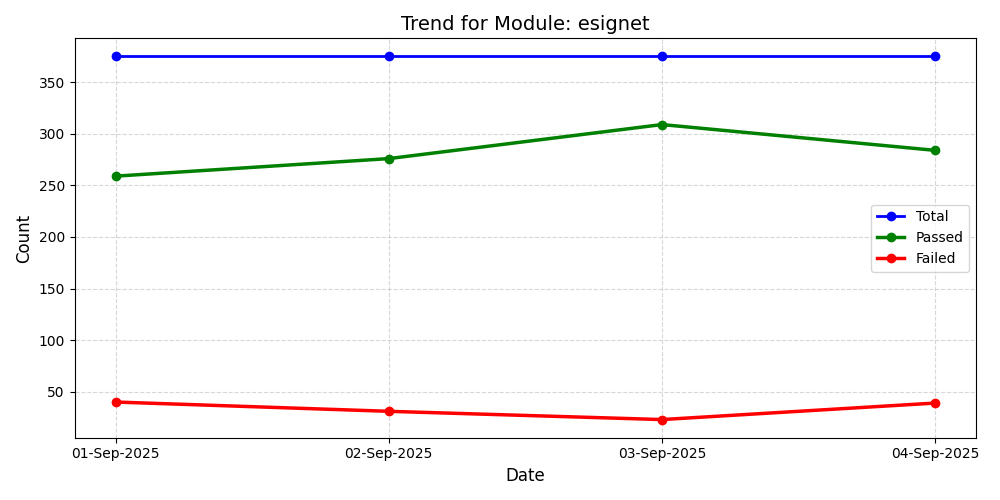 Trend for Module: esignet
Count
350
300
250
200
150
100
50
Total
Passed
Failed
01-Sep-2025 02-Sep-2025 03-Sep-2025 04-Sep-2025
Date